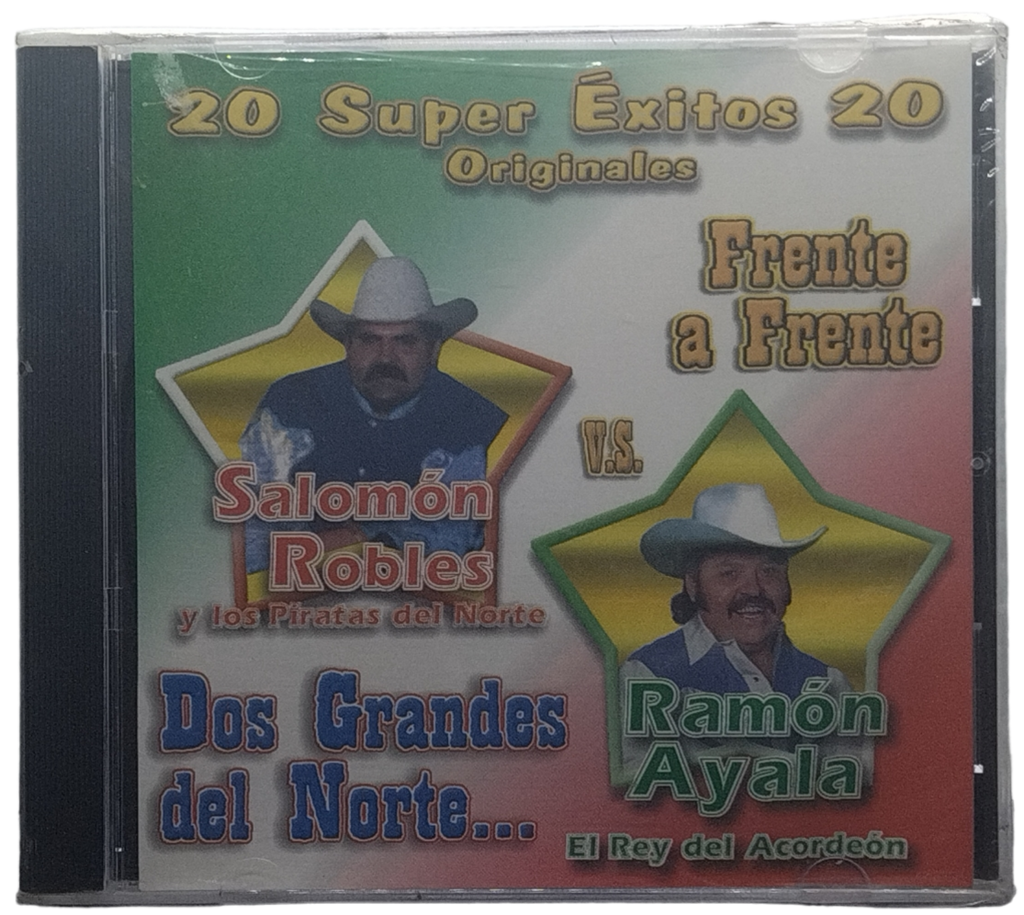 20 Super Éxitos 20
Originales
Frente
a Frente
V.S.
Salomón
Robles
y los Piratas del Norte
Dos Grandes
del Norte...
Ramón
Ayala
El Rey del Acordeón